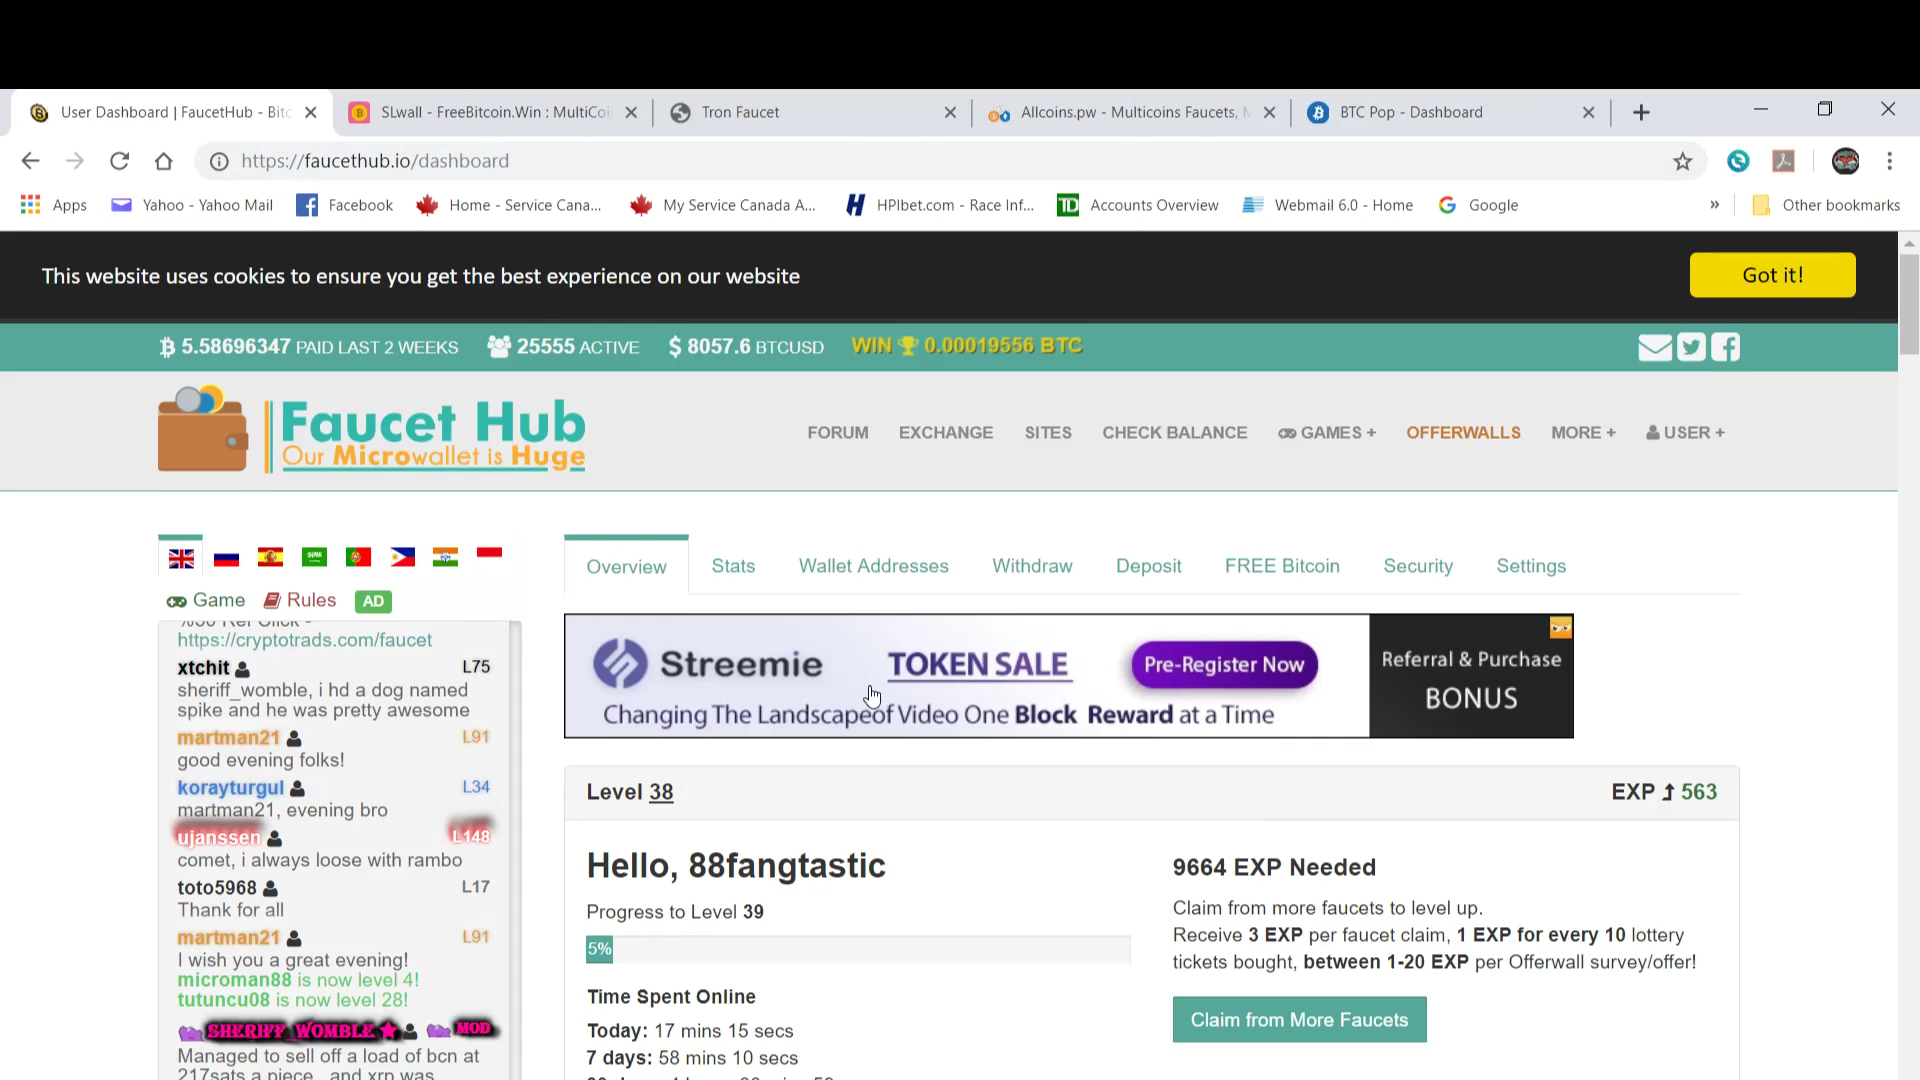 User Dashboard | FaucetHub - Bitc
SLwall - FreeBitcoin.Win : MultiCoi
Tron Faucet
Allcoins.pw - Multicoins Faucets,
BTC Pop - Dashboard
https://faucethub.io/dashboard
Apps
Yahoo - Yahoo Mail
Facebook
Home - Service Cana...
My Service Canada A...
HPIbet.com - Race Inf...
TD
Accounts Overview
Webmail 6.0 - Home
Google
»
Other bookmarks
This website uses cookies to ensure you get the best experience on our website
Got it!
5.58696347 PAID LAST 2 WEEKS
25555 ACTIVE
$ 8057.6 BTCUSD
WIN 0.00019556 BTC
Faucet Hub
Our Microwallet is Huge
FORUM
EXCHANGE
SITES
CHECK BALANCE
GAMES +
OFFERWALLS
MORE +
USER +
Game
Rules
AD
Overview
Stats
Wallet Addresses
Withdraw
Deposit
FREE Bitcoin
Security
Settings
https://cryptotrads.com/faucet
xtchit L75
sheriff_womble, i hd a dog named
spike and he was pretty awesome
martman21 L91
good evening folks!
korayturgul L34
martman21, evening bro
ujanssen L148
comet, i always loose with rambo
toto5968 L17
Thank for all
martman21 L91
I wish you a great evening!
microman88 is now level 4!
tutuncu08 is now level 28!
SHERIFF_WOMBLE MOD
Managed to sell off a load of bcn at
217sats a piece.. and xrp was
Streemie
TOKEN SALE
Pre-Register Now
Changing The Landscape of Video One Block Reward at a Time
Referral & Purchase
BONUS
Level 38
EXP 563
Hello, 88fangtastic
Progress to Level 39
5%
Time Spent Online
Today: 17 mins 15 secs
7 days: 58 mins 10 secs
9664 EXP Needed
Claim from more faucets to level up.
Receive 3 EXP per faucet claim, 1 EXP for every 10 lottery
tickets bought, between 1-20 EXP per Offerwall survey/offer!
Claim from More Faucets